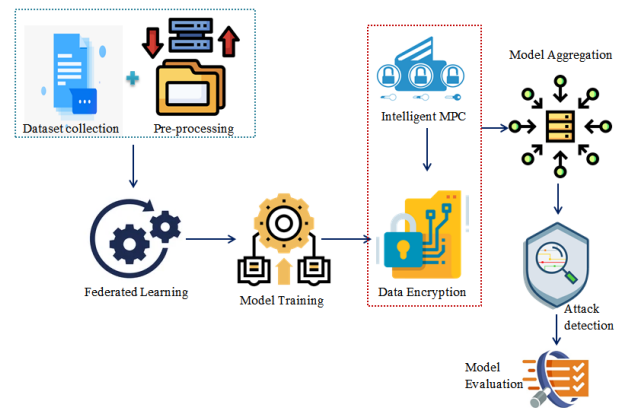 Dataset collection
Pre-processing
Intelligent MPC
Model Aggregation
Federated Learning
Model Training
Data Encryption
Attack
detection
Model
Evaluation